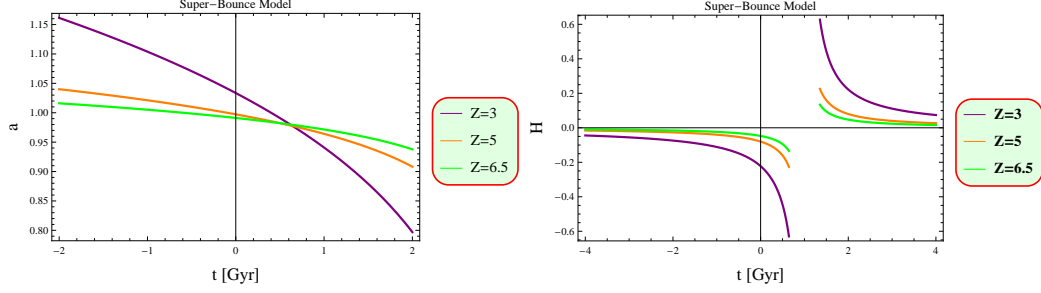 Super-Bounce Model
1.15
1.10
1.05
1.00
0.95
0.90
0.85
0.80
a
-2
-1
0
1
2
t [Gyr]
Z=3
Z=5
Z=6.5
Super-Bounce Model
0.6
0.4
0.2
0.0
-0.2
-0.4
-0.6
H
-4
-2
0
2
4
t [Gyr]
Z=3
Z=5
Z=6.5